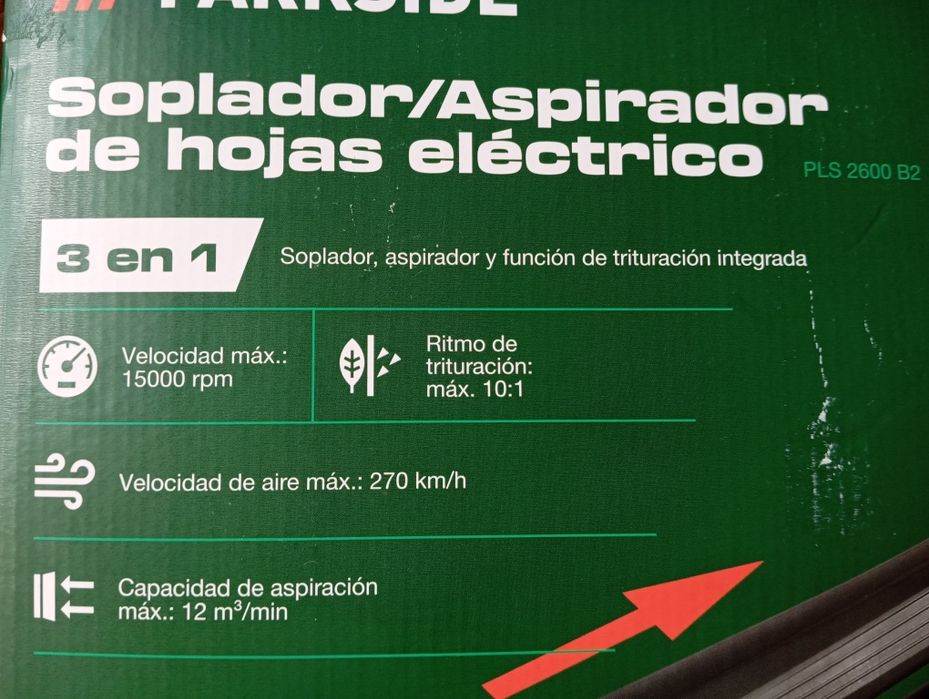 PARKSIDE
Soplador/Aspirador
de hojas eléctrico
PLS 2600 B2
3 en 1
Soplador, aspirador y función de trituración integrada
Velocidad máx.:
15000 rpm
Ritmo de
trituración:
máx. 10:1
Velocidad de aire máx.: 270 km/h
Capacidad de aspiración
máx.: 12 m³/min